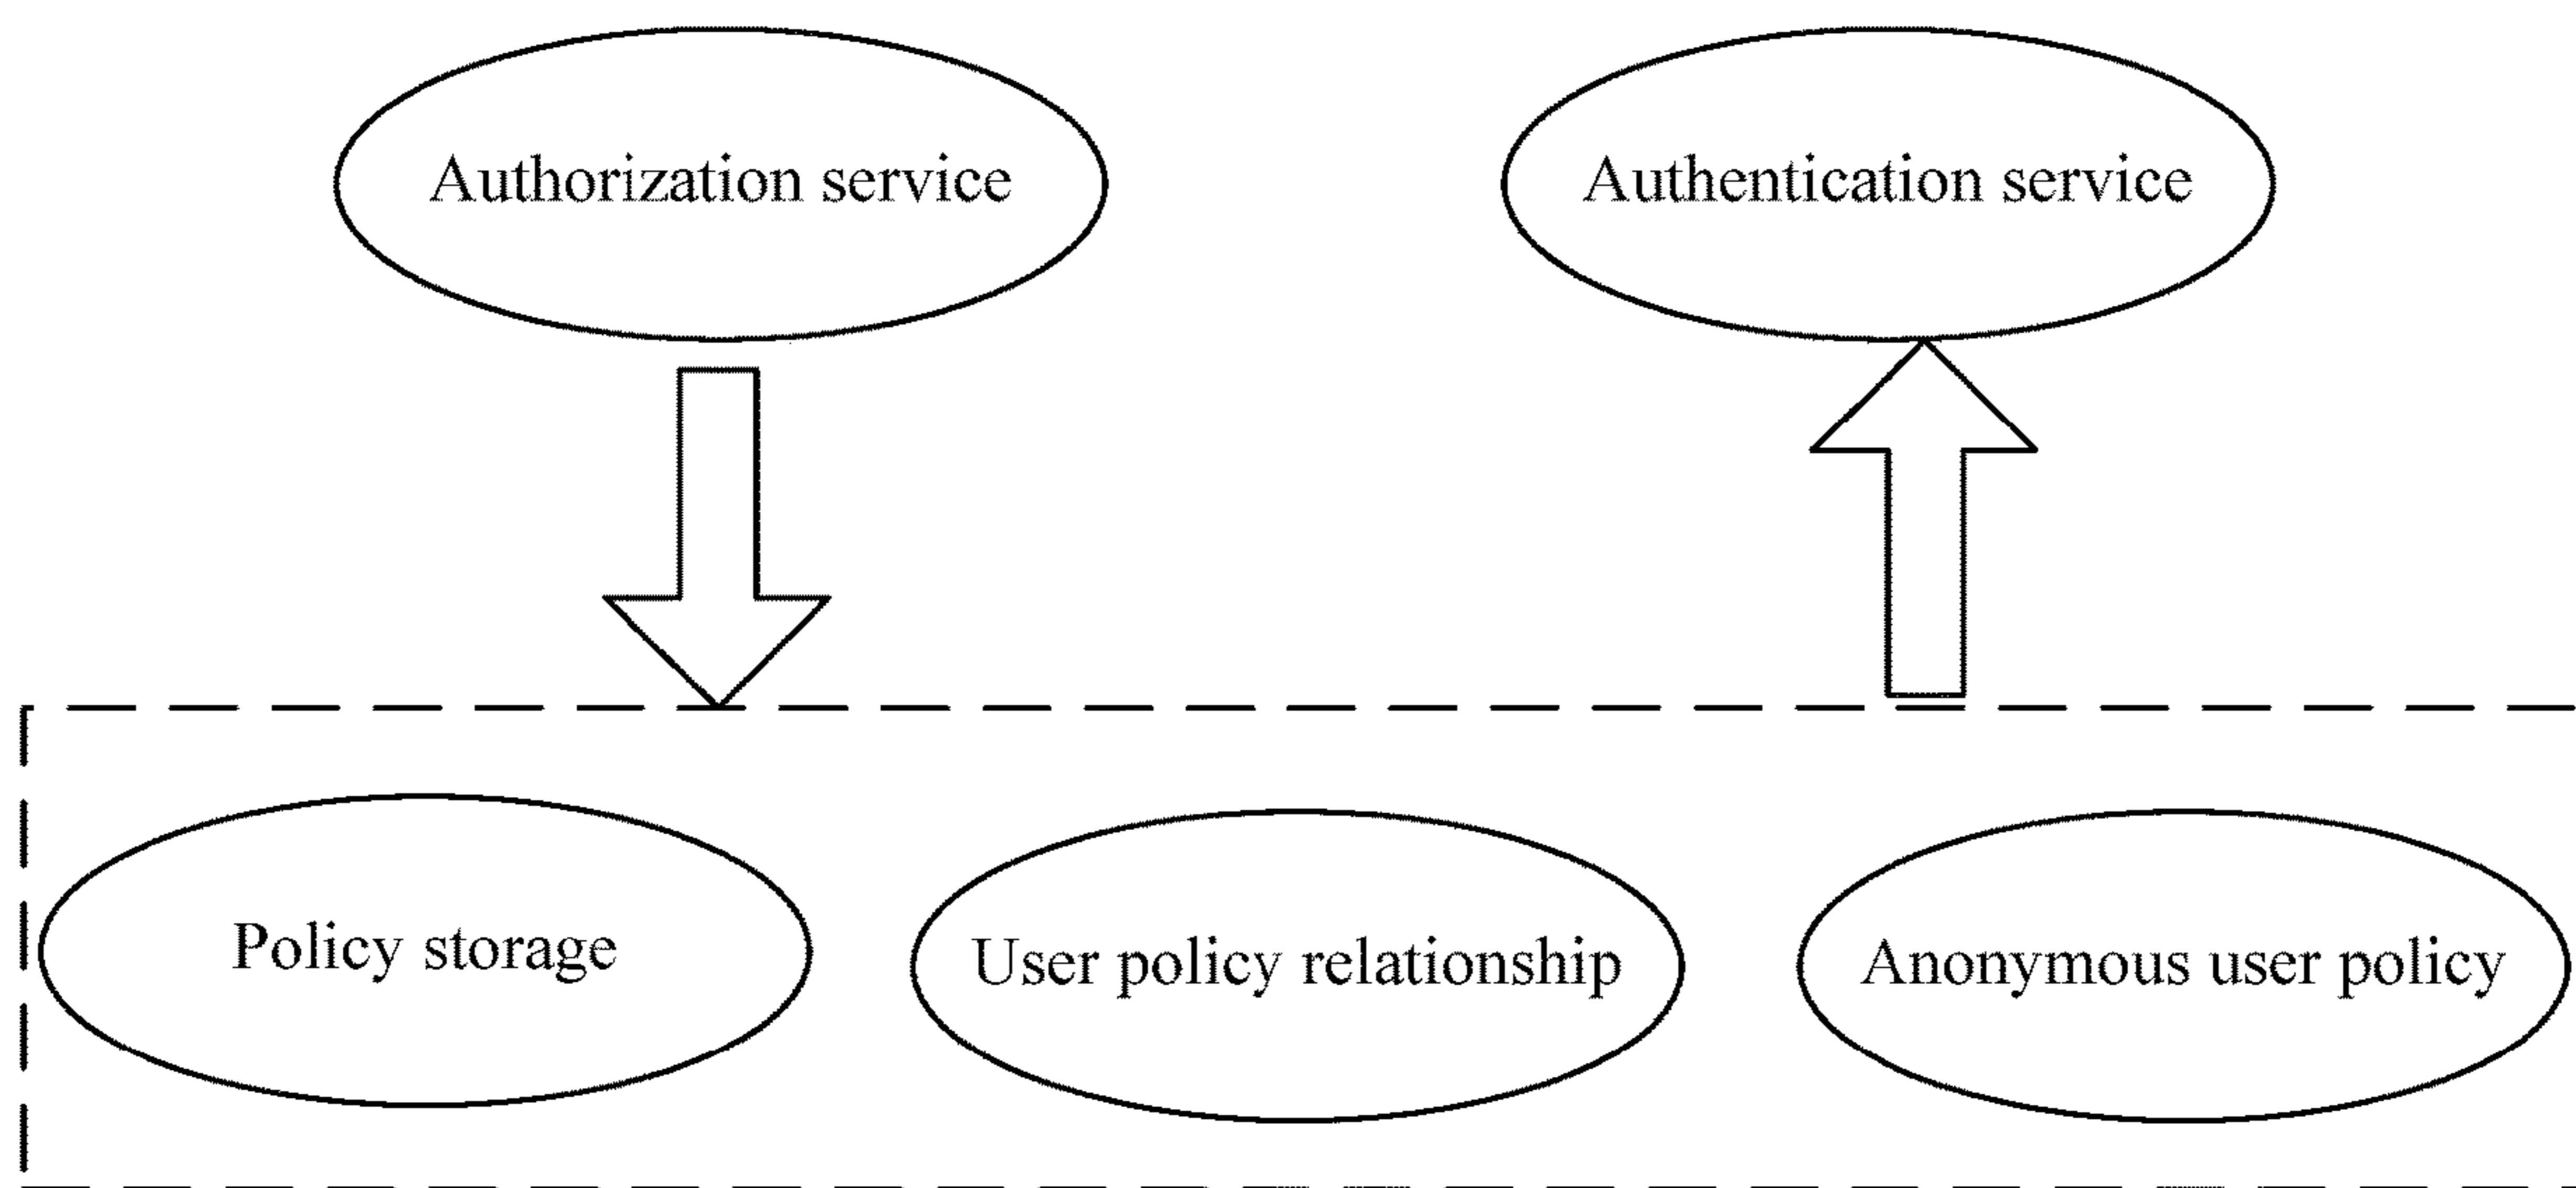 Authorization service
Authentication service
Policy storage
User policy relationship
Anonymous user policy